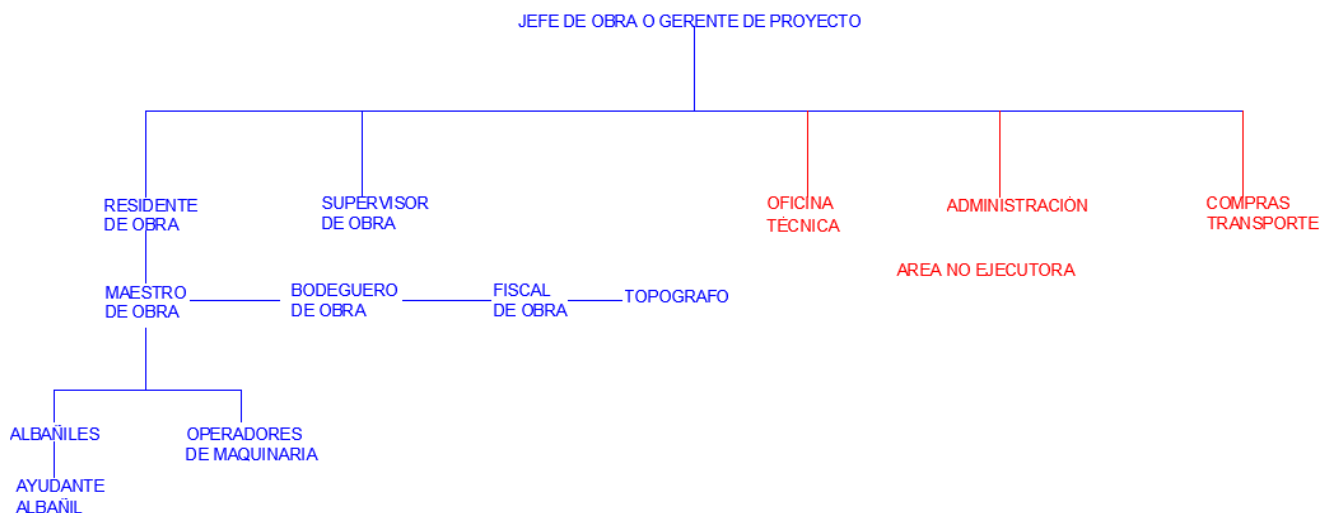 JEFE DE OBRA O GERENTE DE PROYECTO
RESIDENTE
DE OBRA
SUPERVISOR
DE OBRA
OFICINA
TÉCNICA
ADMINISTRACIÓN
COMPRAS
TRANSPORTE
AREA NO EJECUTORA
MAESTRO
DE OBRA
BODEGUERO
DE OBRA
FISCAL
DE OBRA
TOPOGRAFO
ALBAÑILES
OPERADORES
DE MAQUINARIA
AYUDANTE
ALBAÑIL